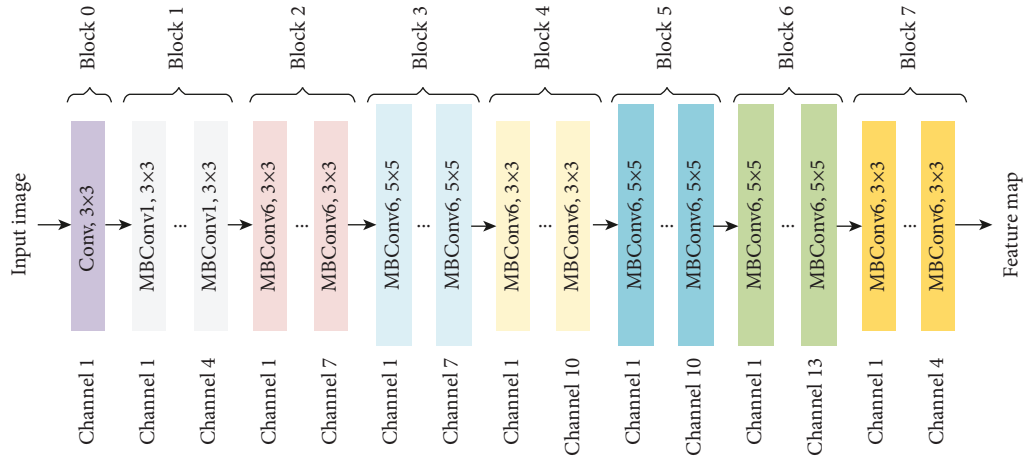 Block 0
Block 1
Block 2
Block 3
Block 4
Block 5
Block 6
Block 7
Input image
Conv, 3×3
MBConv1, 3×3
...
MBConv1, 3×3
MBConv6, 3×3
...
MBConv6, 3×3
MBConv6, 5×5
...
MBConv6, 5×5
MBConv6, 3×3
...
MBConv6, 3×3
MBConv6, 5×5
...
MBConv6, 5×5
MBConv6, 5×5
...
MBConv6, 5×5
MBConv6, 3×3
...
MBConv6, 3×3
Feature map
Channel 1
Channel 1
Channel 4
Channel 1
Channel 7
Channel 1
Channel 7
Channel 1
Channel 10
Channel 1
Channel 10
Channel 1
Channel 13
Channel 1
Channel 4